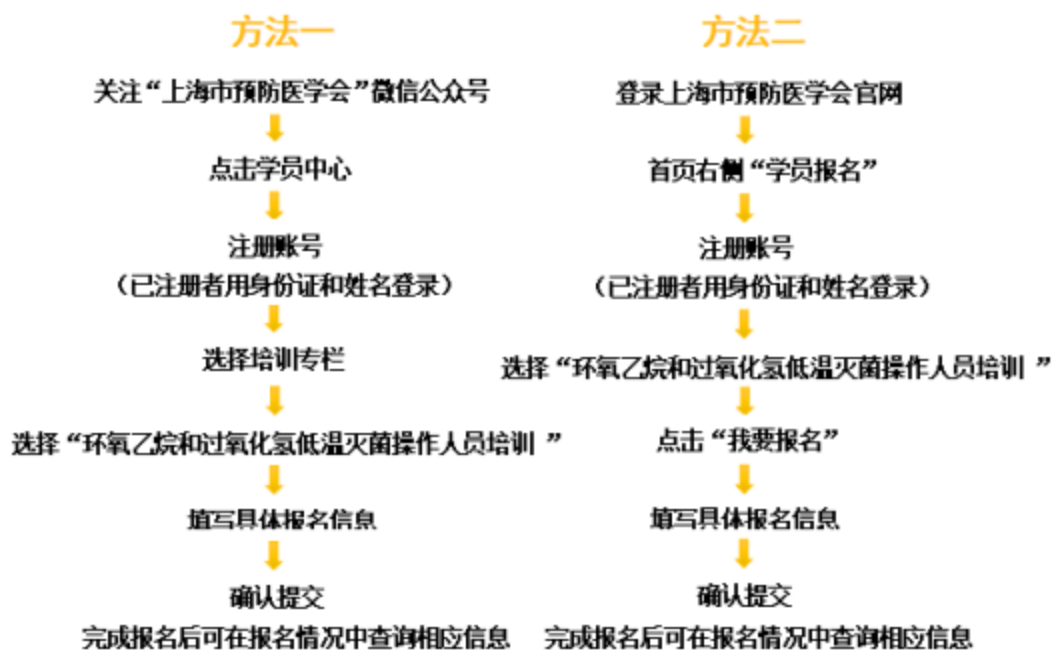 方法一
关注“上海市预防医学会”微信公众号
点击学员中心
注册账号
（已注册者用身份证和姓名登录）
选择培训专栏
选择“环氧乙烷和过氧化氢低温灭菌操作人员培训 ”
填写具体报名信息
确认提交
完成报名后可在报名情况中查询相应信息
方法二
登录上海市预防医学会官网
首页右侧“学员报名”
注册账号
（已注册者用身份证和姓名登录）
选择“环氧乙烷和过氧化氢低温灭菌操作人员培训 ”
点击“我要报名”
填写具体报名信息
确认提交
完成报名后可在报名情况中查询相应信息